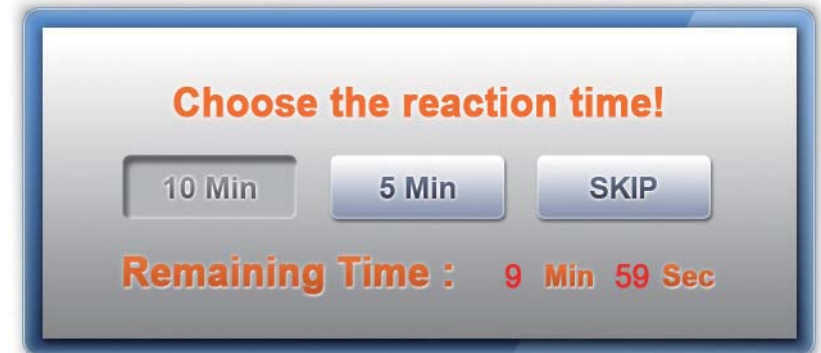 Choose the reaction time!
10 Min 5 Min SKIP
Remaining Time : 9 Min 59 Sec